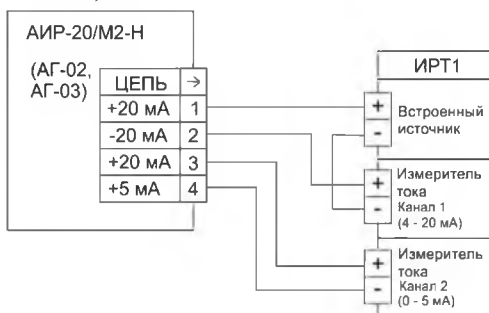 АИР-20/М2-Н
(АГ-02,
АГ-03)
ЦЕПЬ →
+20 мА 1
-20 мА 2
+20 мА 3
+5 мА 4
ИРТ1
+
-
Встроенный
источник
+
-
Измеритель
тока
Канал 1
(4 - 20 мА)
+
-
Измеритель
тока
Канал 2
(0 - 5 мА)